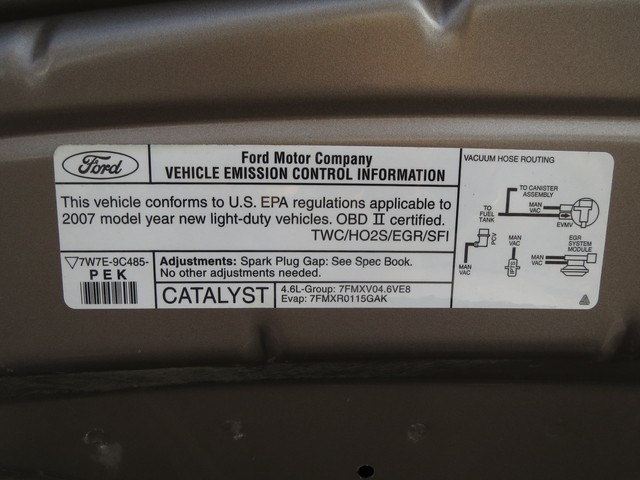 Ford
Ford Motor Company
VEHICLE EMISSION CONTROL INFORMATION
This vehicle conforms to U.S. EPA regulations applicable to
2007 model year new light-duty vehicles. OBD II certified.
TWC/HO2S/EGR/SFI
7W7E-9C485-
PEK
Adjustments: Spark Plug Gap: See Spec Book.
No other adjustments needed.
CATALYST
4.6L-Group: 7FMXV04.6VE8
Evap: 7FMXR0115GAK
VACUUM HOSE ROUTING
TO CANISTER
ASSEMBLY
TO
FUEL
TANK
MAN
VAC
EVMV
PCV
MAN
VAC
MAN
VAC
EGR
SYSTEM
MODULE
MAN
VAC